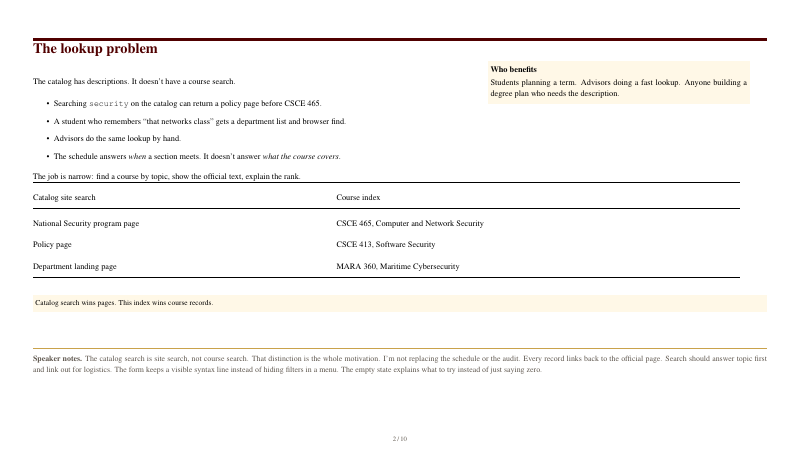 The lookup problem
The catalog has descriptions. It doesn't have a course search.
• Searching security on the catalog can return a policy page before CSCE 465.
• A student who remembers “that networks class” gets a department list and browser find.
• Advisors do the same lookup by hand.
• The schedule answers when a section meets. It doesn't answer what the course covers.
The job is narrow: find a course by topic, show the official text, explain the rank.
Who benefits
Students planning a term. Advisors doing a fast lookup. Anyone building a
degree plan who needs the description.
Catalog site search Course index
National Security program page CSCE 465, Computer and Network Security
Policy page CSCE 413, Software Security
Department landing page MARA 360, Maritime Cybersecurity
Catalog search wins pages. This index wins course records.
Speaker notes. The catalog search is site search, not course search. That distinction is the whole motivation. I'm not replacing the schedule or the audit. Every record links back to the official page. Search should answer topic first
and link out for logistics. The form keeps a visible syntax line instead of hiding filters in a menu. The empty state explains what to try instead of just saying zero.
2 / 10